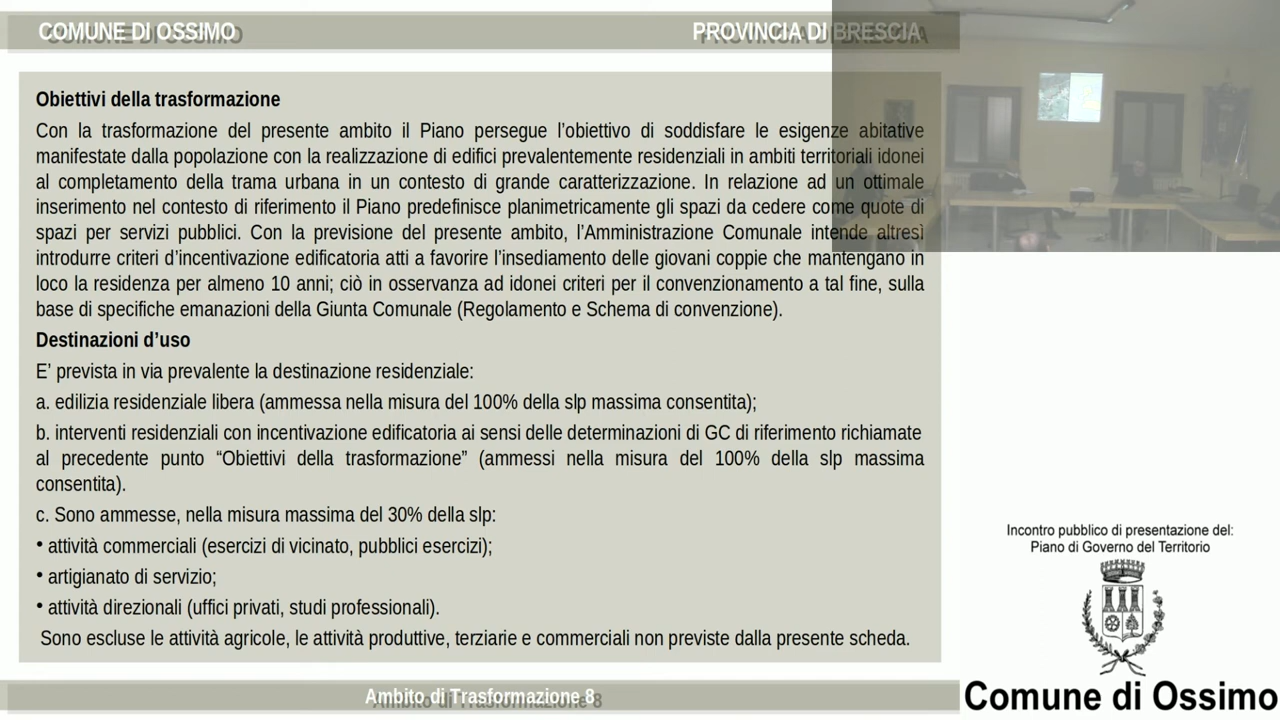 COMUNE DI OSSIMO
PROVINCIA DI BRESCIA
Obiettivi della trasformazione
Con la trasformazione del presente ambito il Piano persegue l’obiettivo di soddisfare le esigenze abitative
manifestate dalla popolazione con la realizzazione di edifici prevalentemente residenziali in ambiti territoriali idonei
al completamento della trama urbana in un contesto di grande caratterizzazione. In relazione ad un ottimale
inserimento nel contesto di riferimento il Piano predefinisce planimetricamente gli spazi da cedere come quote di
spazi per servizi pubblici. Con la previsione del presente ambito, l’Amministrazione Comunale intende altresì
introdurre criteri d’incentivazione edificatoria atti a favorire l’insediamento delle giovani coppie che mantengano in
loco la residenza per almeno 10 anni; ciò in osservanza ad idonei criteri per il convenzionamento a tal fine, sulla
base di specifiche emanazioni della Giunta Comunale (Regolamento e Schema di convenzione).
Destinazioni d’uso
E’ prevista in via prevalente la destinazione residenziale:
a. edilizia residenziale libera (ammessa nella misura del 100% della slp massima consentita);
b. interventi residenziali con incentivazione edificatoria ai sensi delle determinazioni di GC di riferimento richiamate
al precedente punto “Obiettivi della trasformazione” (ammessi nella misura del 100% della slp massima
consentita).
c. Sono ammesse, nella misura massima del 30% della slp:
• attività commerciali (esercizi di vicinato, pubblici esercizi);
• artigianato di servizio;
• attività direzionali (uffici privati, studi professionali).
Sono escluse le attività agricole, le attività produttive, terziarie e commerciali non previste dalla presente scheda.
Ambito di Trasformazione 8
Incontro pubblico di presentazione del:
Piano di Governo del Territorio
Comune di Ossimo